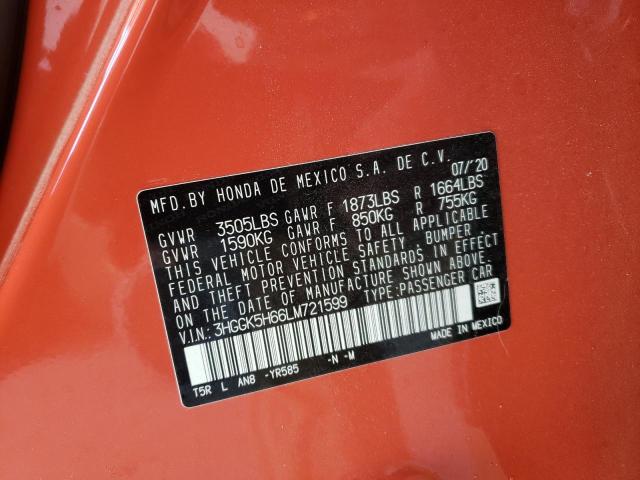 MFD. BY HONDA DE MEXICO S.A. DE C.V. 07/'20
GVWR 3505LBS GAWR F 1873LBS R 1664LBS
GVWR 1590KG GAWR F 850KG R 755KG
THIS VEHICLE CONFORMS TO ALL APPLICABLE
FEDERAL MOTOR VEHICLE SAFETY, BUMPER
AND THEFT PREVENTION STANDARDS IN EFFECT
ON THE DATE OF MANUFACTURE SHOWN ABOVE.
V.I.N.: 3HGGK5H66LM721599 TYPE:PASSENGER CAR
MADE IN MEXICO
T5R L AN8 -YR585 -N -M